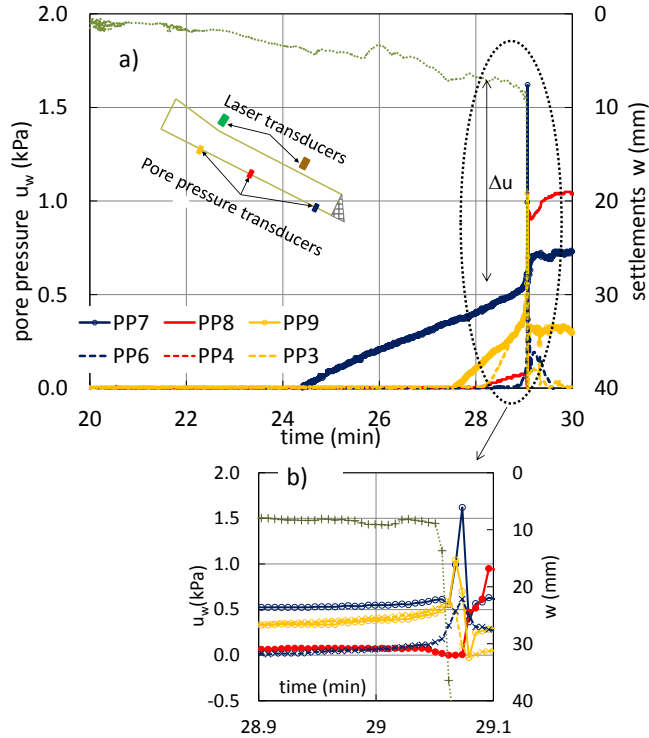 2.0
1.5
1.0
0.5
0.0
pore pressure u_w (kPa)
a)
Laser transducers
Pore pressure transducers
Δu
0
10
20
30
40
settlements w (mm)
PP7 PP8 PP9
PP6 PP4 PP3
20 22 24 26 28 30
time (min)
b)
2.0
1.5
1.0
0.5
0.0
-0.5
u_w(kPa)
0
10
20
30
40
w (mm)
time (min)
28.9 29 29.1